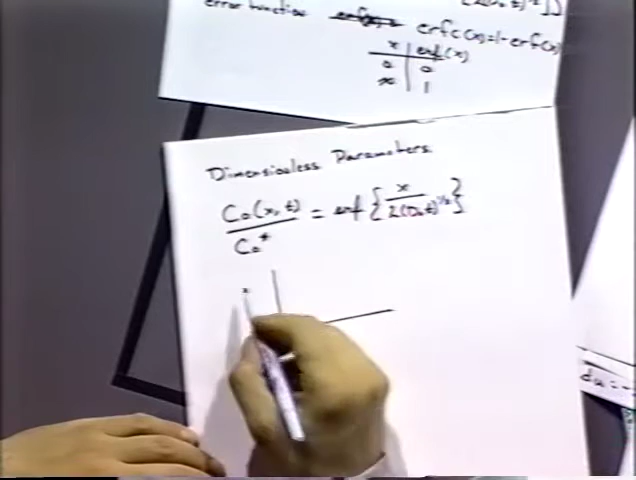 error function erfc(x)=1-erf(x)
x erf(x)
0 0
∞ 1
Dimensionless Parameters
Co(x,t) / Co* = erf { x / 2(Dot)^1/2 }